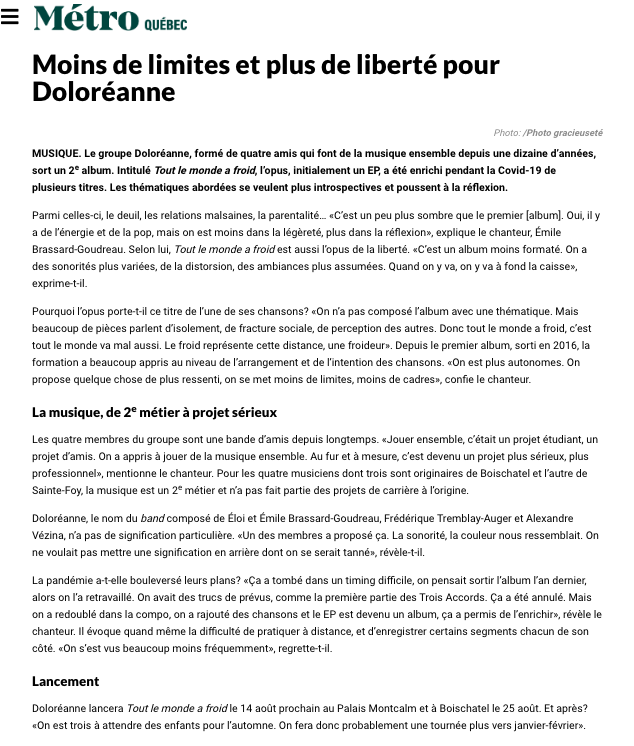 Métro QUÉBEC
Moins de limites et plus de liberté pour
Doloréanne
Photo: /Photo gracieuseté
MUSIQUE. Le groupe Doloréanne, formé de quatre amis qui font de la musique ensemble depuis une dizaine d’années,
sort un 2e album. Intitulé Tout le monde a froid, l’opus, initialement un EP, a été enrichi pendant la Covid-19 de
plusieurs titres. Les thématiques abordées se veulent plus introspectives et poussent à la réflexion.
Parmi celles-ci, le deuil, les relations malsaines, la parentalité… «C’est un peu plus sombre que le premier [album]. Oui, il y
a de l’énergie et de la pop, mais on est moins dans la légèreté, plus dans la réflexion», explique le chanteur, Émile
Brassard-Goudreau. Selon lui, Tout le monde a froid est aussi l’opus de la liberté. «C’est un album moins formaté. On a
des sonorités plus variées, de la distorsion, des ambiances plus assumées. Quand on y va, on y va à fond la caisse»,
exprime-t-il.
Pourquoi l’opus porte-t-il ce titre de l’une de ses chansons? «On n’a pas composé l’album avec une thématique. Mais
beaucoup de pièces parlent d’isolement, de fracture sociale, de perception des autres. Donc tout le monde a froid, c’est
tout le monde va mal aussi. Le froid représente cette distance, une froideur». Depuis le premier album, sorti en 2016, la
formation a beaucoup appris au niveau de l’arrangement et de l’intention des chansons. «On est plus autonomes. On
propose quelque chose de plus ressenti, on se met moins de limites, moins de cadres», confie le chanteur.
La musique, de 2e métier à projet sérieux
Les quatre membres du groupe sont une bande d’amis depuis longtemps. «Jouer ensemble, c’était un projet étudiant, un
projet d’amis. On a appris à jouer de la musique ensemble. Au fur et à mesure, c’est devenu un projet plus sérieux, plus
professionnel», mentionne le chanteur. Pour les quatre musiciens dont trois sont originaires de Boischatel et l’autre de
Sainte-Foy, la musique est un 2e métier et n’a pas fait partie des projets de carrière à l’origine.
Doloréanne, le nom du band composé de Éloi et Émile Brassard-Goudreau, Frédérique Tremblay-Auger et Alexandre
Vézina, n’a pas de signification particulière. «Un des membres a proposé ça. La sonorité, la couleur nous ressemblait. On
ne voulait pas mettre une signification en arrière dont on se serait tanné», révèle-t-il.
La pandémie a-t-elle bouleversé leurs plans? «Ça a tombé dans un timing difficile, on pensait sortir l’album l’an dernier,
alors on l’a retravaillé. On avait des trucs de prévus, comme la première partie des Trois Accords. Ça a été annulé. Mais
on a redoublé dans la compo, on a rajouté des chansons et le EP est devenu un album, ça a permis de l’enrichir», révèle le
chanteur. Il évoque quand même la difficulté de pratiquer à distance, et d’enregistrer certains segments chacun de son
côté. «On s’est vus beaucoup moins fréquemment», regrette-t-il.
Lancement
Doloréanne lancera Tout le monde a froid le 14 août prochain au Palais Montcalm et à Boischatel le 25 août. Et après?
«On est trois à attendre des enfants pour l’automne. On fera donc probablement une tournée plus vers janvier-février».